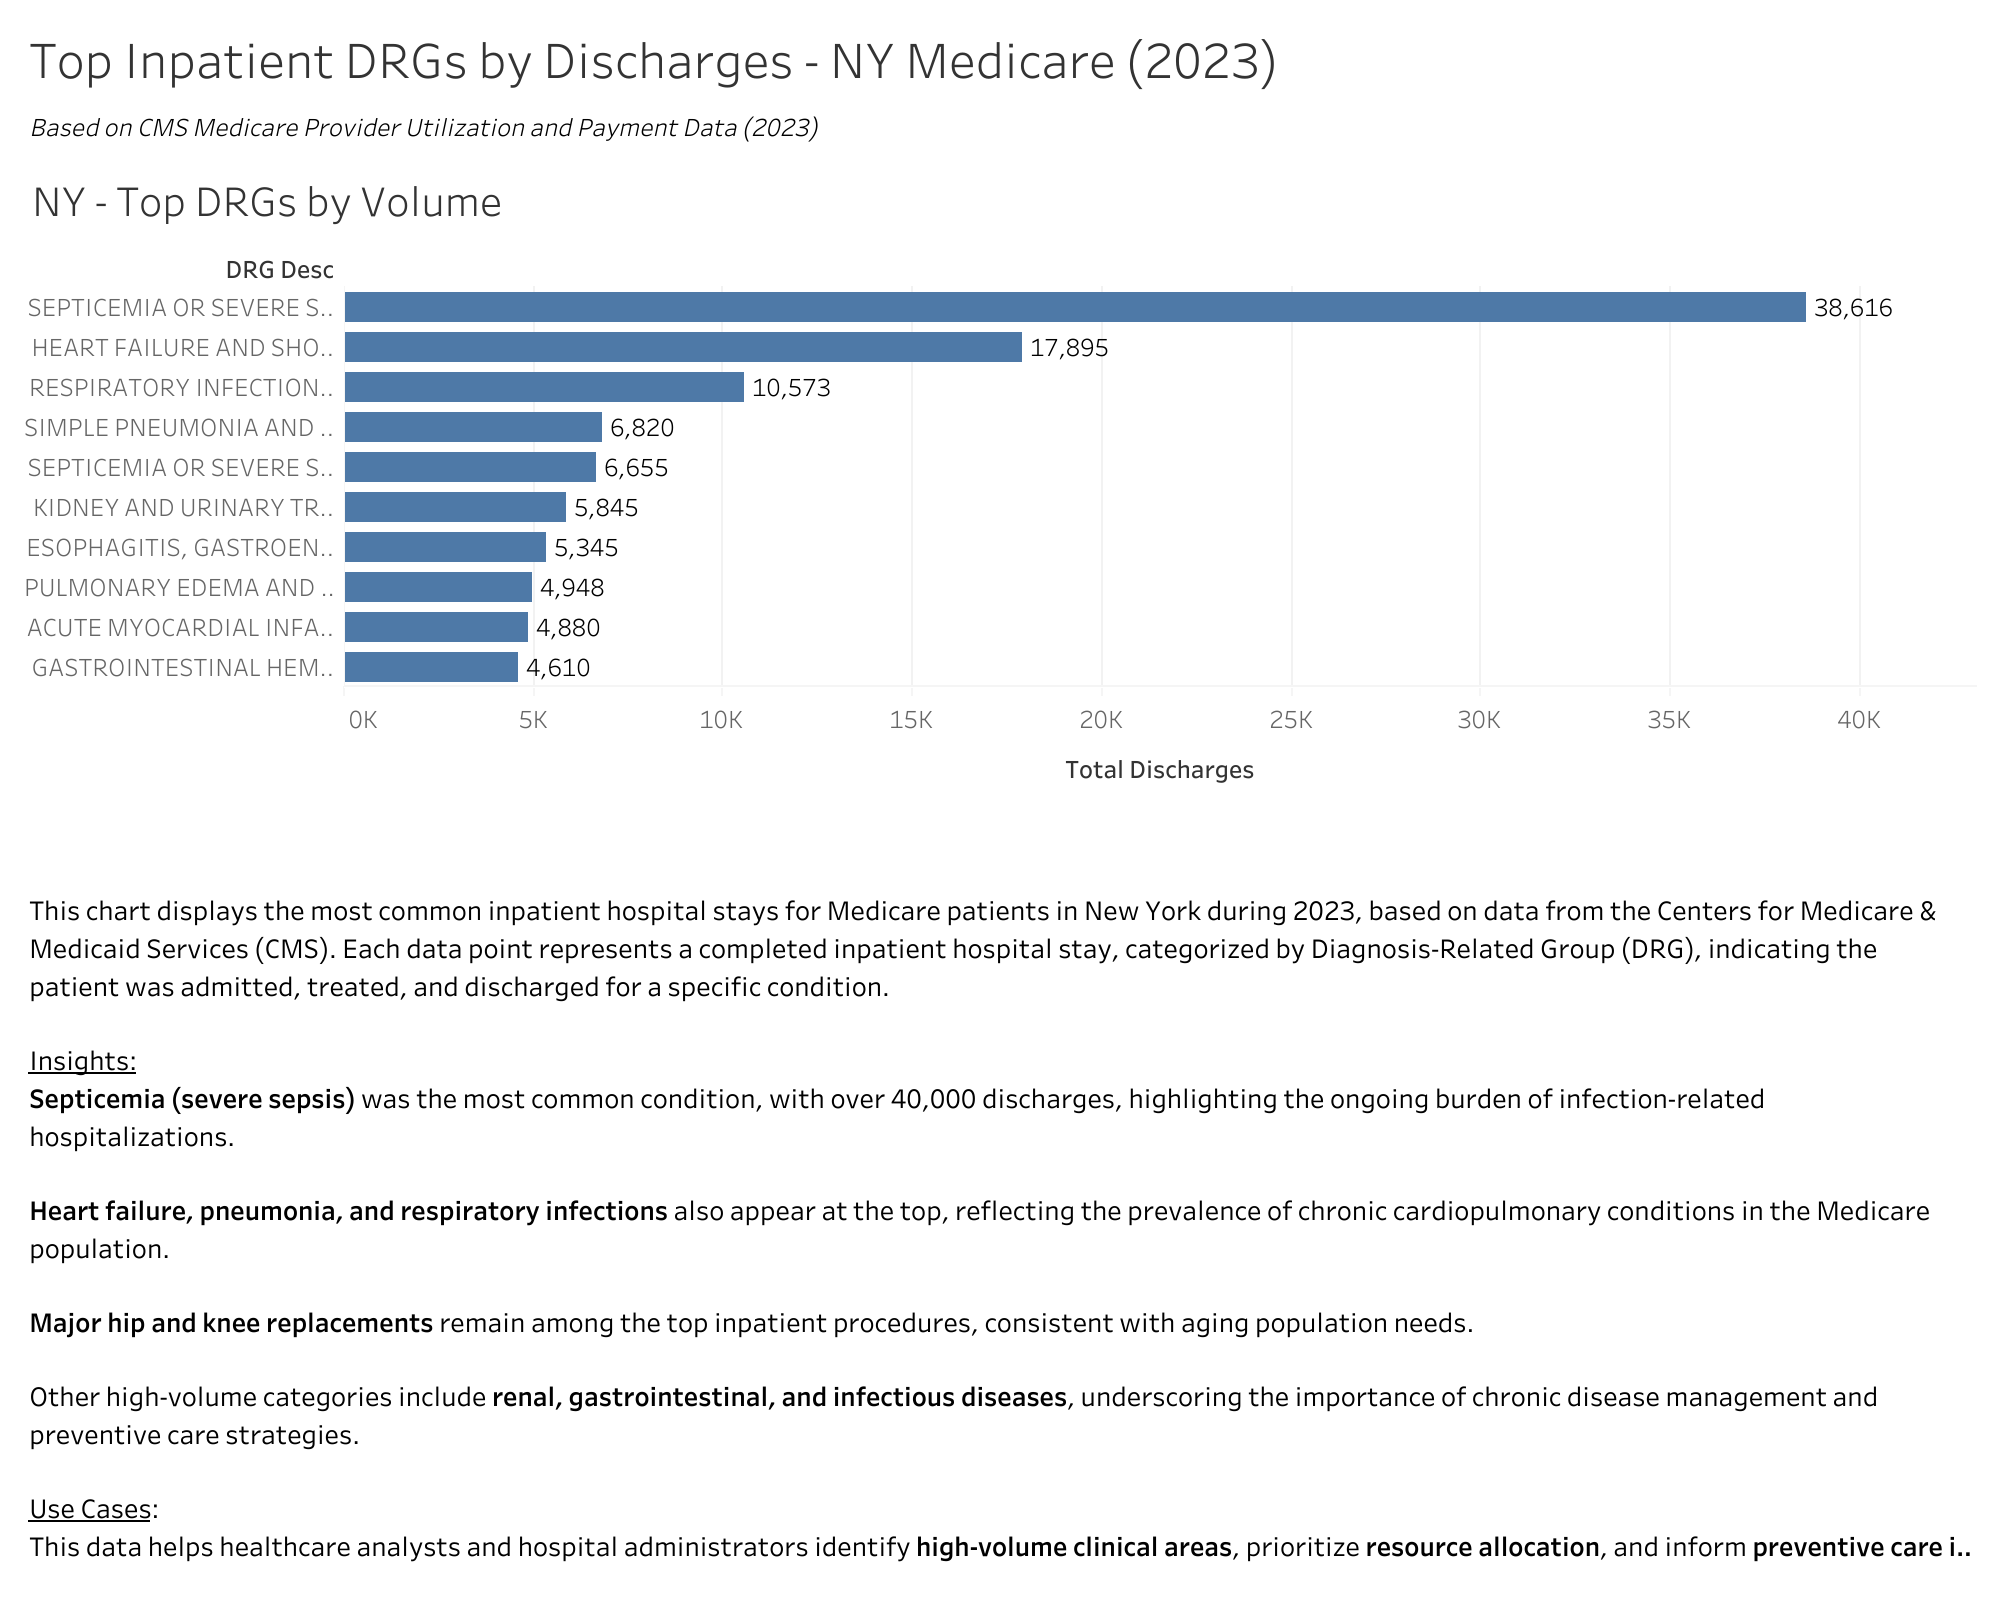 Top Inpatient DRGs by Discharges - NY Medicare (2023)
Based on CMS Medicare Provider Utilization and Payment Data (2023)
NY - Top DRGs by Volume
DRG Desc
SEPTICEMIA OR SEVERE S.. 38,616
HEART FAILURE AND SHO.. 17,895
RESPIRATORY INFECTION.. 10,573
SIMPLE PNEUMONIA AND .. 6,820
SEPTICEMIA OR SEVERE S.. 6,655
KIDNEY AND URINARY TR.. 5,845
ESOPHAGITIS, GASTROEN.. 5,345
PULMONARY EDEMA AND .. 4,948
ACUTE MYOCARDIAL INFA.. 4,880
GASTROINTESTINAL HEM.. 4,610
0K 5K 10K 15K 20K 25K 30K 35K 40K
Total Discharges
This chart displays the most common inpatient hospital stays for Medicare patients in New York during 2023, based on data from the Centers for Medicare &
Medicaid Services (CMS). Each data point represents a completed inpatient hospital stay, categorized by Diagnosis-Related Group (DRG), indicating the
patient was admitted, treated, and discharged for a specific condition.
Insights:
Septicemia (severe sepsis) was the most common condition, with over 40,000 discharges, highlighting the ongoing burden of infection-related
hospitalizations.
Heart failure, pneumonia, and respiratory infections also appear at the top, reflecting the prevalence of chronic cardiopulmonary conditions in the Medicare
population.
Major hip and knee replacements remain among the top inpatient procedures, consistent with aging population needs.
Other high-volume categories include renal, gastrointestinal, and infectious diseases, underscoring the importance of chronic disease management and
preventive care strategies.
Use Cases:
This data helps healthcare analysts and hospital administrators identify high-volume clinical areas, prioritize resource allocation, and inform preventive care i..